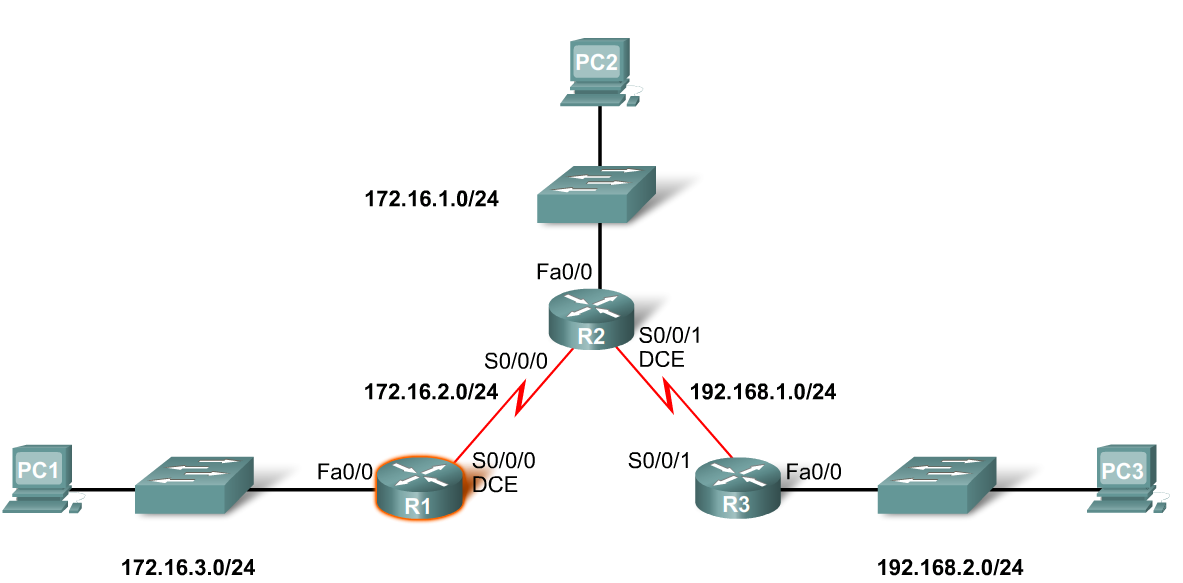 PC2
172.16.1.0/24
Fa0/0
R2
S0/0/1
DCE
S0/0/0
172.16.2.0/24
192.168.1.0/24
PC1
Fa0/0
R1
S0/0/0
DCE
S0/0/1
R3
Fa0/0
PC3
172.16.3.0/24
192.168.2.0/24